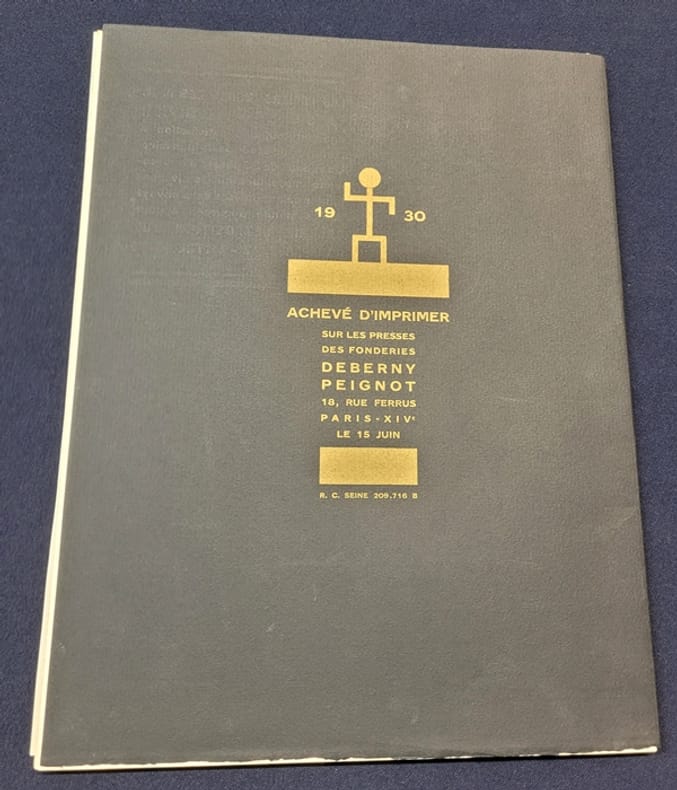 19 30
ACHEVÉ D'IMPRIMER
SUR LES PRESSES
DES FONDERIES
DEBERNY
PEIGNOT
18, RUE FERRUS
PARIS-XIVᵉ
LE 15 JUIN
R. C. SEINE 209.716 B